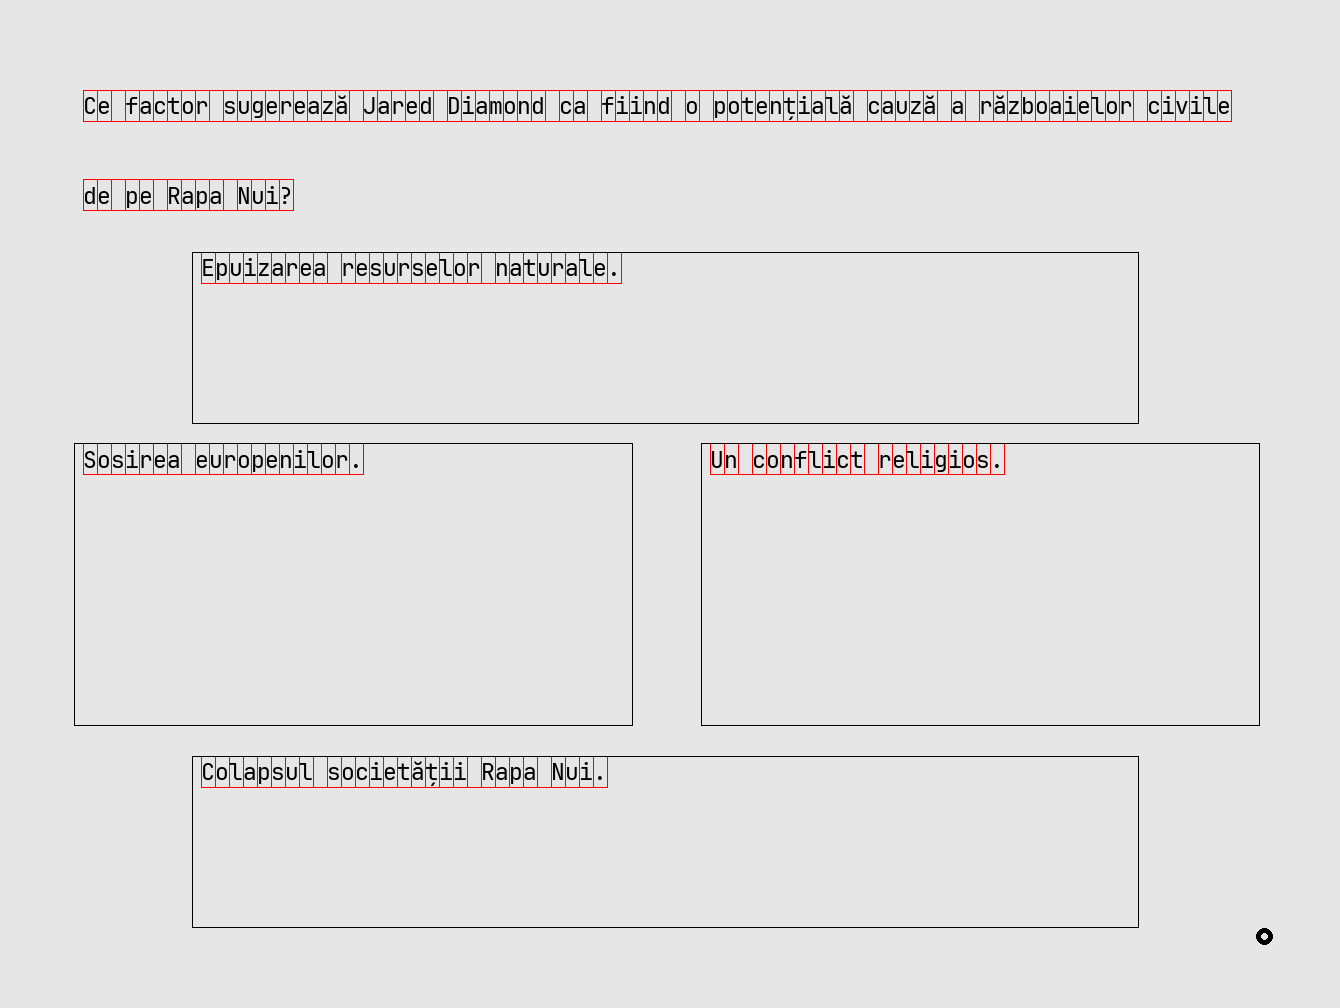 Ce factor sugerează Jared Diamond ca fiind o potențială cauză a războaielor civile
de pe Rapa Nui?
Epuizarea resurselor naturale.
Sosirea europenilor.
Un conflict religios.
Colapsul societății Rapa Nui.